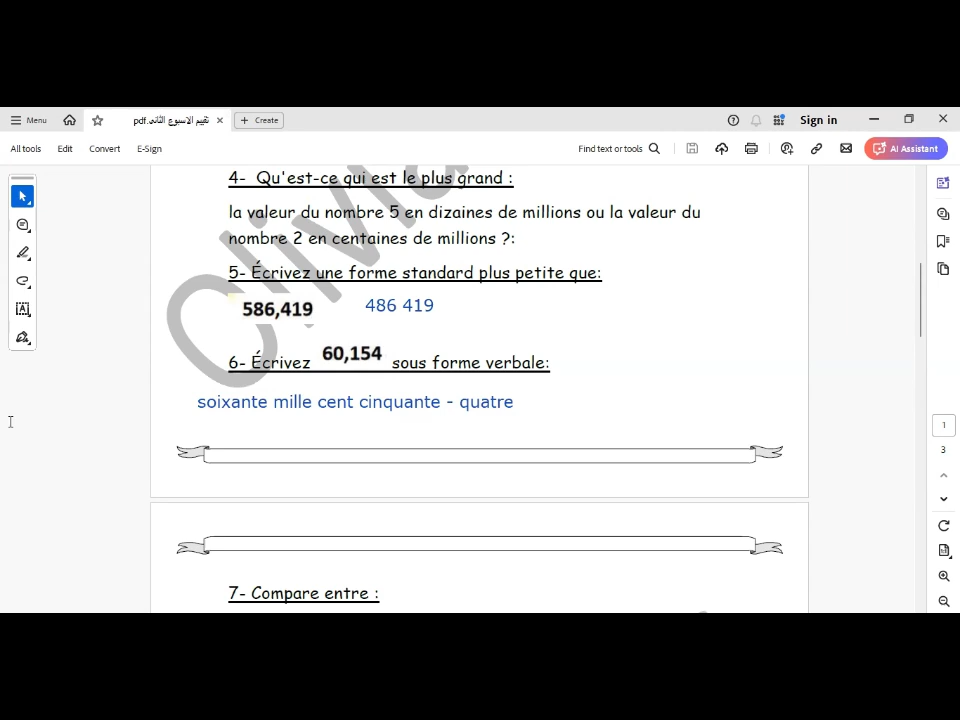 Menu
تقييم الاسبوع الثاني.pdf
Create
Sign in
All tools
Edit
Convert
E-Sign
Find text or tools
AI Assistant
Olivia
4- Qu'est-ce qui est le plus grand :
la valeur du nombre 5 en dizaines de millions ou la valeur du
nombre 2 en centaines de millions ?:
5- Écrivez une forme standard plus petite que:
586,419 486 419
6- Écrivez 60,154 sous forme verbale:
soixante mille cent cinquante - quatre
1
3
7- Compare entre :